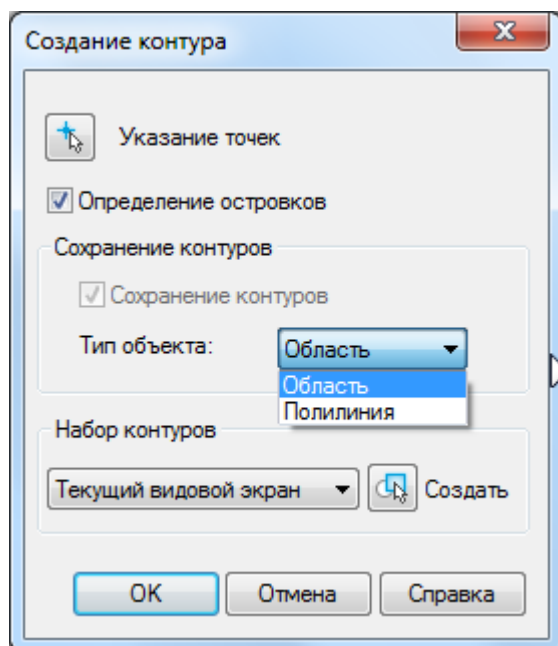 Создание контура
Указание точек
Определение островков
Сохранение контуров
Сохранение контуров
Тип объекта:
Область
Область
Полилиния
Набор контуров
Текущий видовой экран
Создать
OK
Отмена
Справка